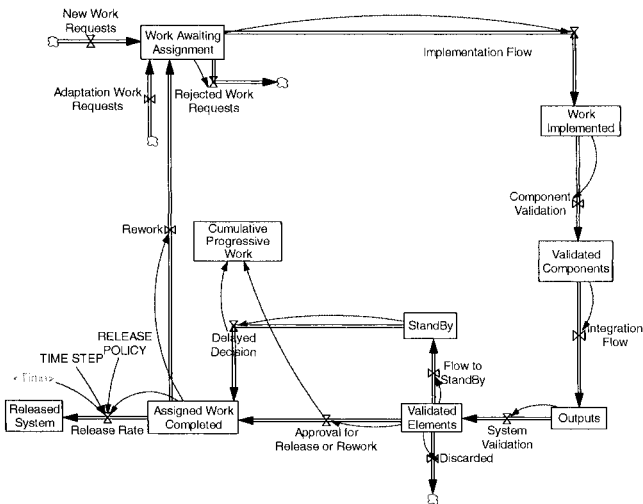 New Work
Requests
Work Awaiting
Assignment
Implementation Flow
Adaptation Work
Requests
Rejected Work
Requests
Work
Implemented
Component
Validation
Rework
Cumulative
Progressive
Work
Validated
Components
RELEASE
POLICY
TIME STEP
<Time>
Delayed
Decision
StandBy
Integration
Flow
Flow to
StandBy
Released
System
Release Rate
Assigned Work
Completed
Approval for
Release or Rework
Validated
Elements
System
Validation
Outputs
Discarded